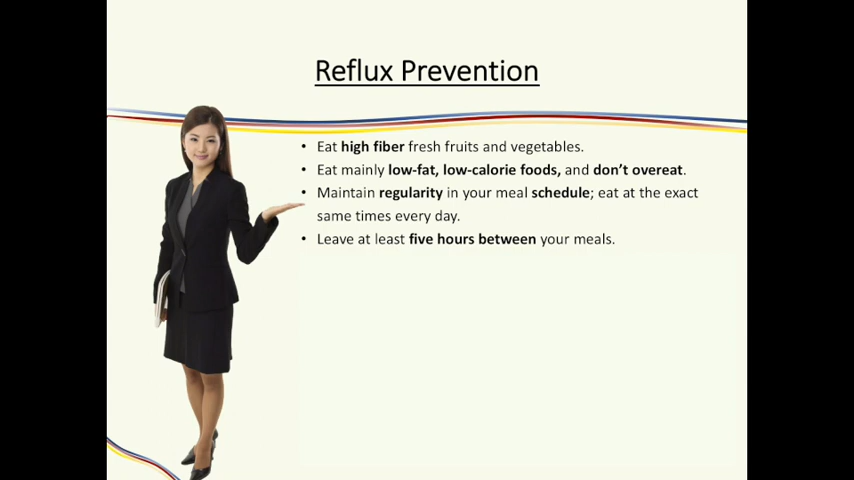 Reflux Prevention
• Eat high fiber fresh fruits and vegetables.
• Eat mainly low-fat, low-calorie foods, and don’t overeat.
• Maintain regularity in your meal schedule; eat at the exact
same times every day.
• Leave at least five hours between your meals.